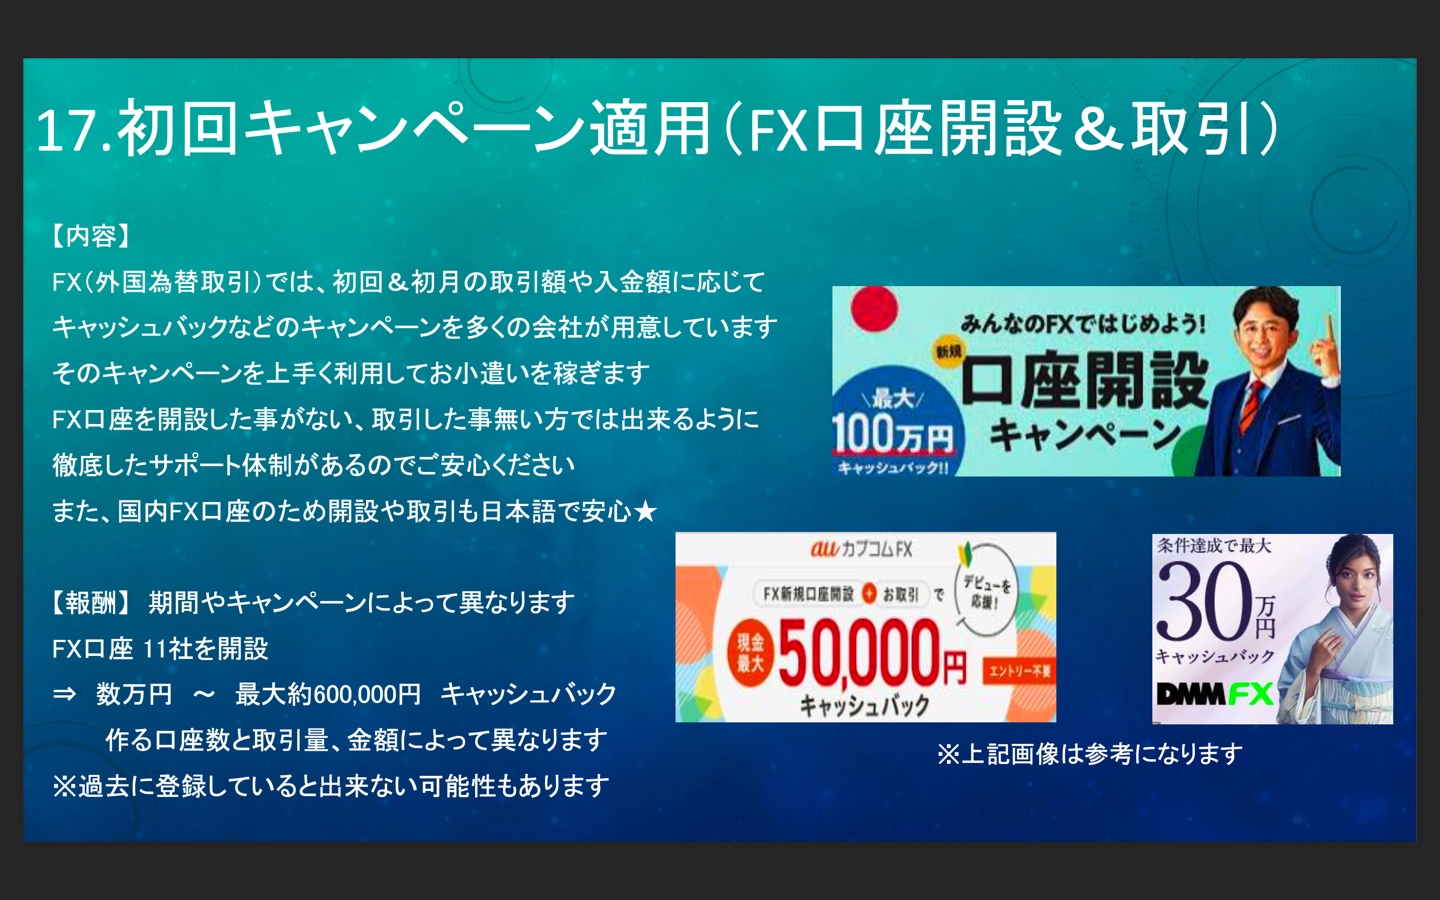 17.初回キャンペーン適用(FX口座開設＆取引)
【内容】
FX(外国為替取引)では、初回＆初月の取引額や入金額に応じて
キャッシュバックなどのキャンペーンを多くの会社が用意しています
そのキャンペーンを上手く利用してお小遣いを稼ぎます
FX口座を開設した事がない、取引した事無い方では出来るように
徹底したサポート体制があるのでご安心ください
また、国内FX口座のため開設や取引も日本語で安心★
【報酬】 期間やキャンペーンによって異なります
FX口座 11社を開設
⇒ 数万円 ～ 最大約600,000円 キャッシュバック
作る口座数と取引量、金額によって異なります
※過去に登録していると出来ない可能性もあります
みんなのFXではじめよう!
新規
口座開設
キャンペーン
\最大/
100万円
キャッシュバック!!
au カブコム FX
FX新規口座開設 + お取引 で
デビューを
応援!
現金
最大
50,000円
エントリー不要
キャッシュバック
条件達成で最大
30万円
キャッシュバック
DMM FX
※上記画像は参考になります